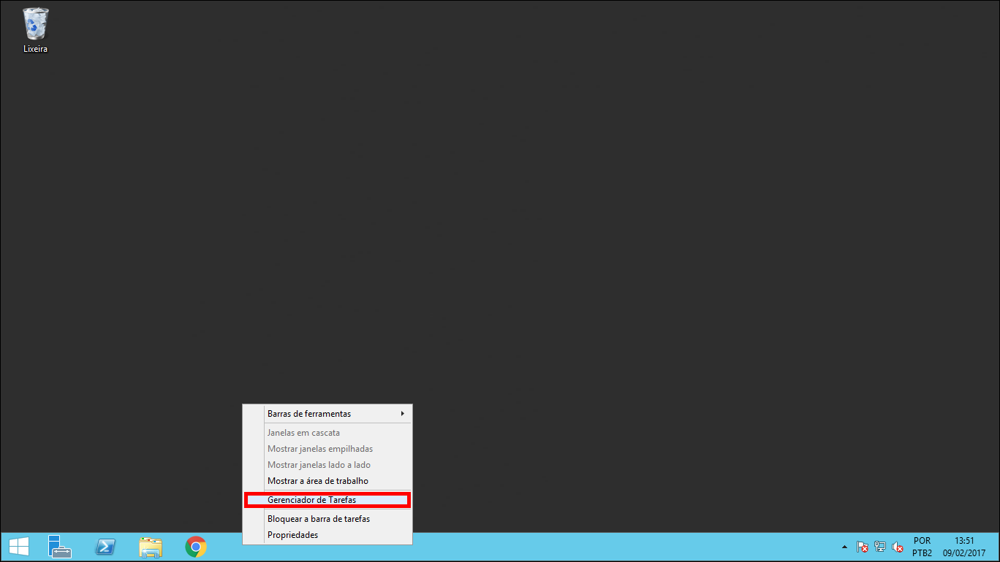 Lixeira
Barras de ferramentas
Janelas em cascata
Mostrar janelas empilhadas
Mostrar janelas lado a lado
Mostrar a área de trabalho
Gerenciador de Tarefas
Bloquear a barra de tarefas
Propriedades
POR
PTB2
13:51
09/02/2017